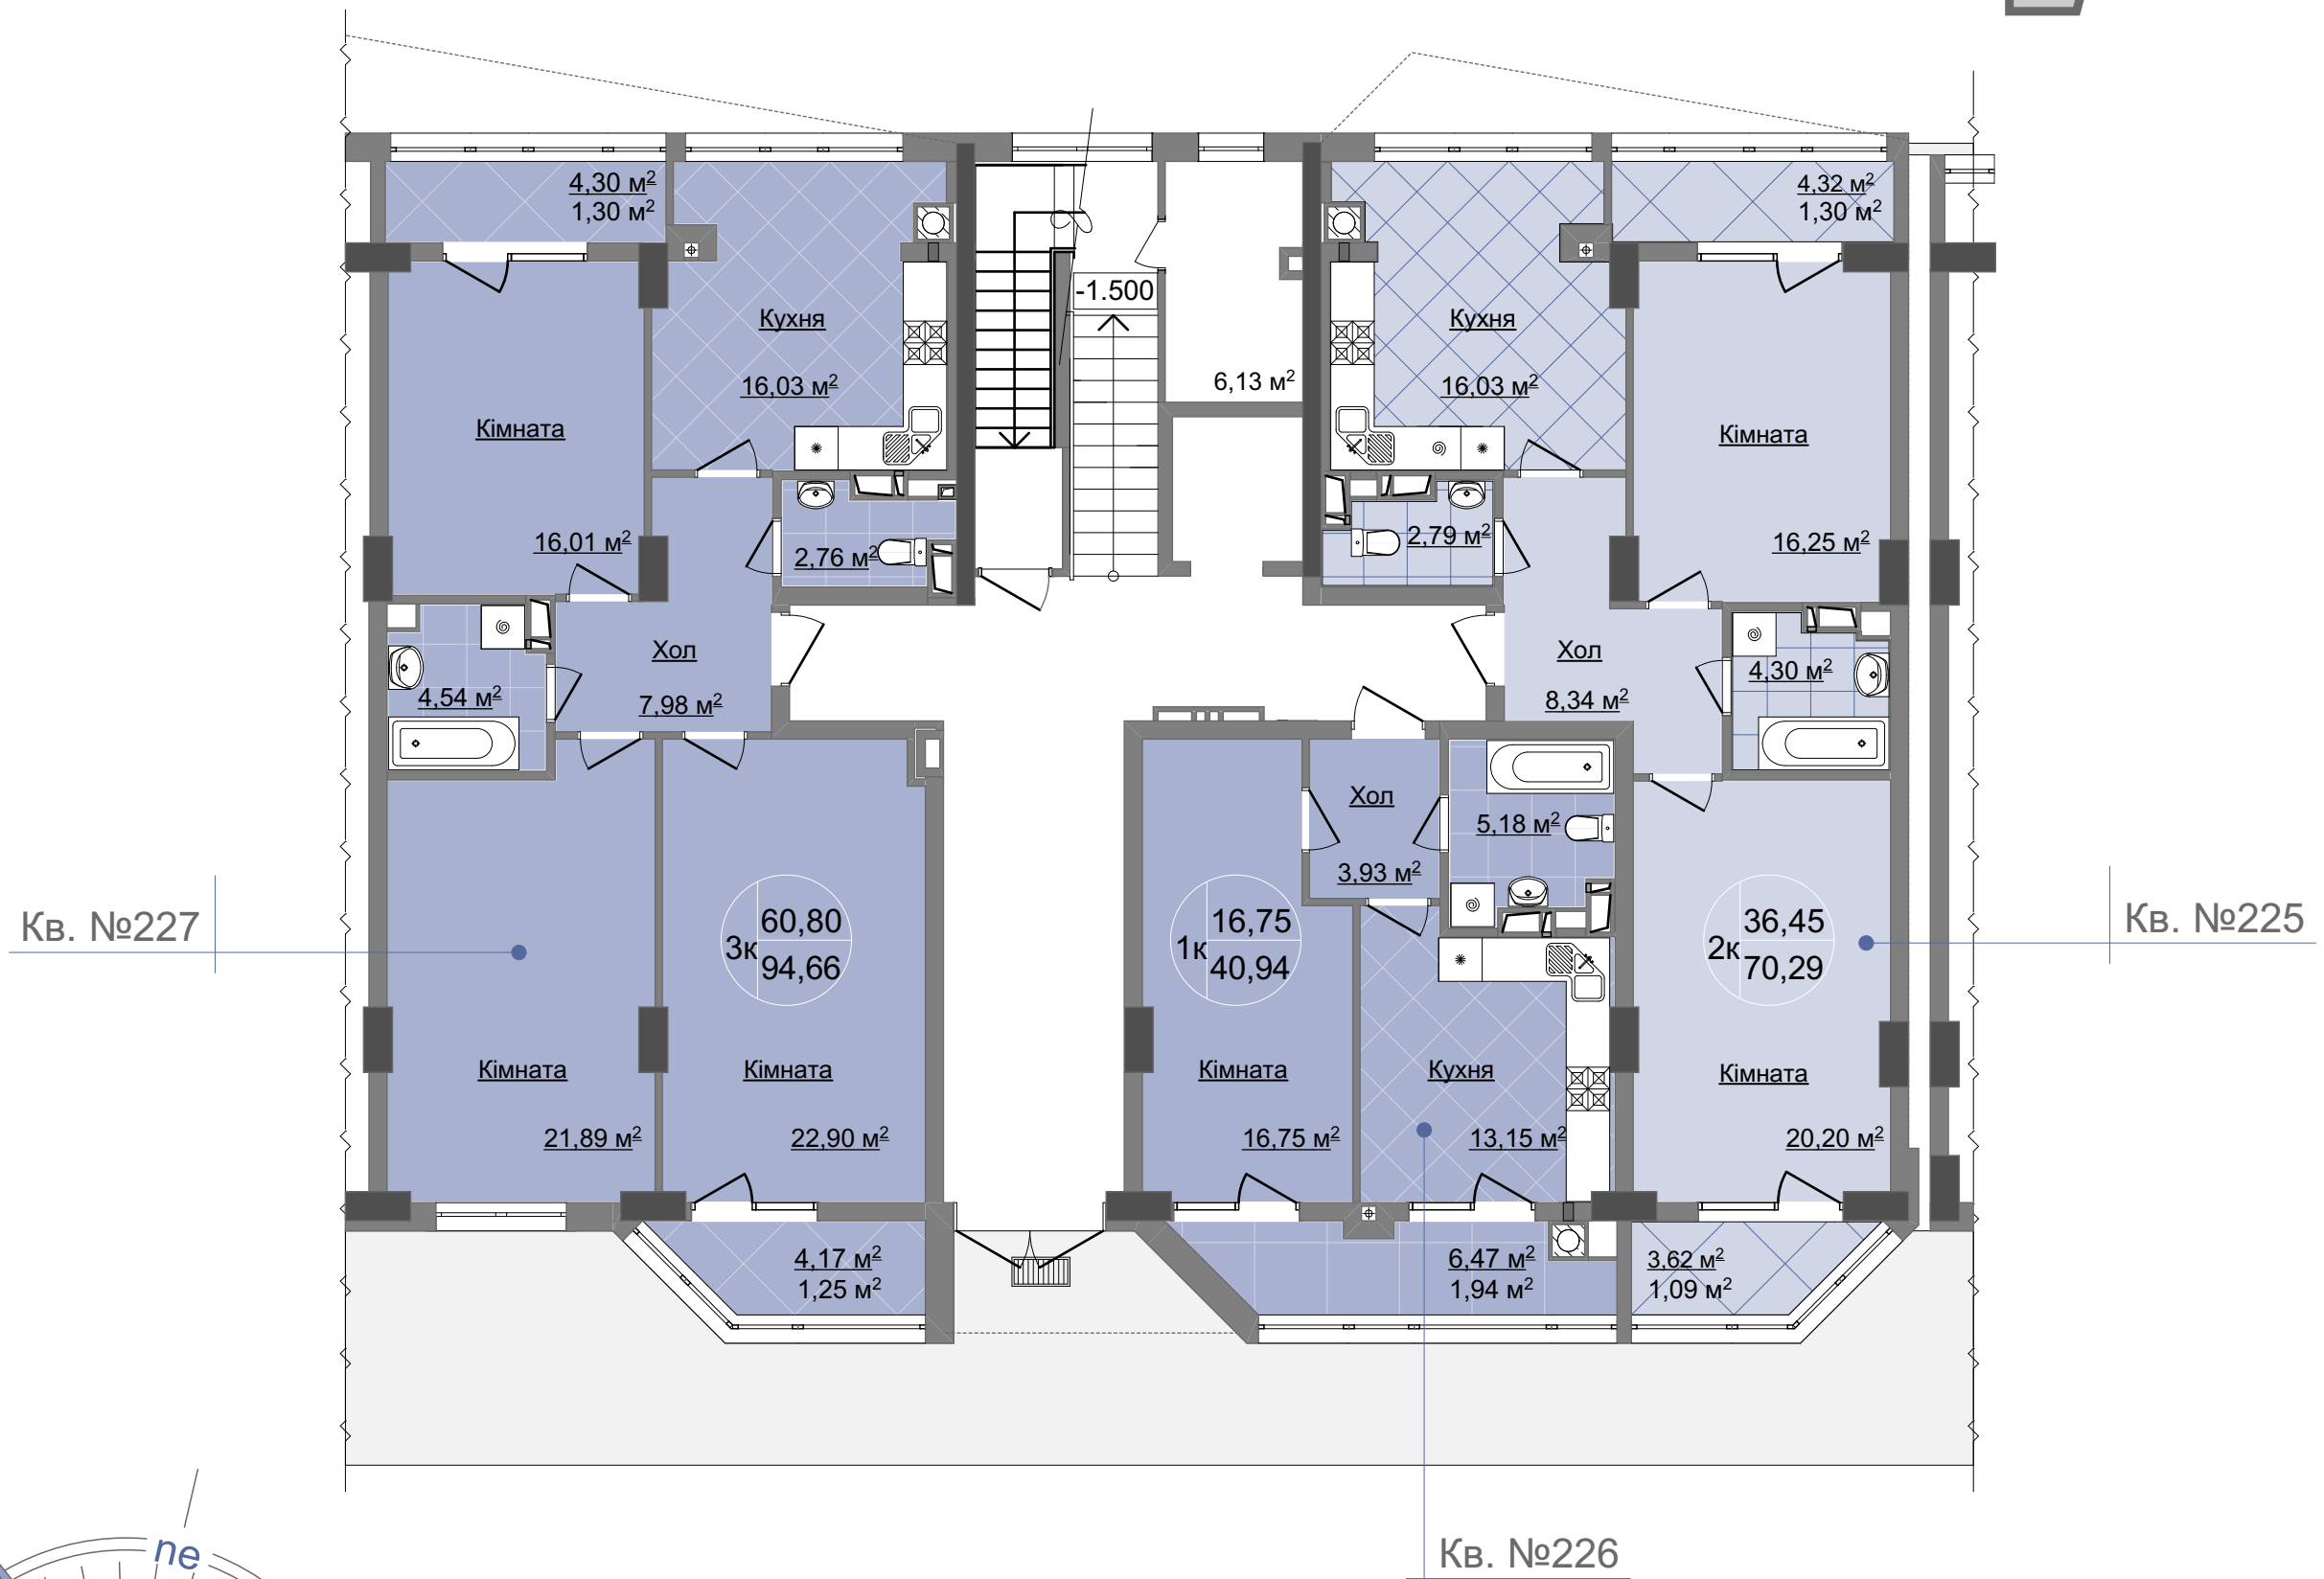 4,30 м²
1,30 м²
4,32 м²
1,30 м²
-1.500
Кухня
16,03 м²
6,13 м²
Кухня
16,03 м²
Кімната
16,01 м²
Кімната
16,25 м²
2,76 м²
2,79 м²
Хол
7,98 м²
4,54 м²
Хол
8,34 м²
4,30 м²
Хол
3,93 м²
5,18 м²
Кв. №227
3к
60,80
94,66
1к
16,75
40,94
2к
36,45
70,29
Кв. №225
Кімната
21,89 м²
Кімната
22,90 м²
Кімната
16,75 м²
Кухня
13,15 м²
Кімната
20,20 м²
4,17 м²
1,25 м²
6,47 м²
1,94 м²
3,62 м²
1,09 м²
Кв. №226
пе